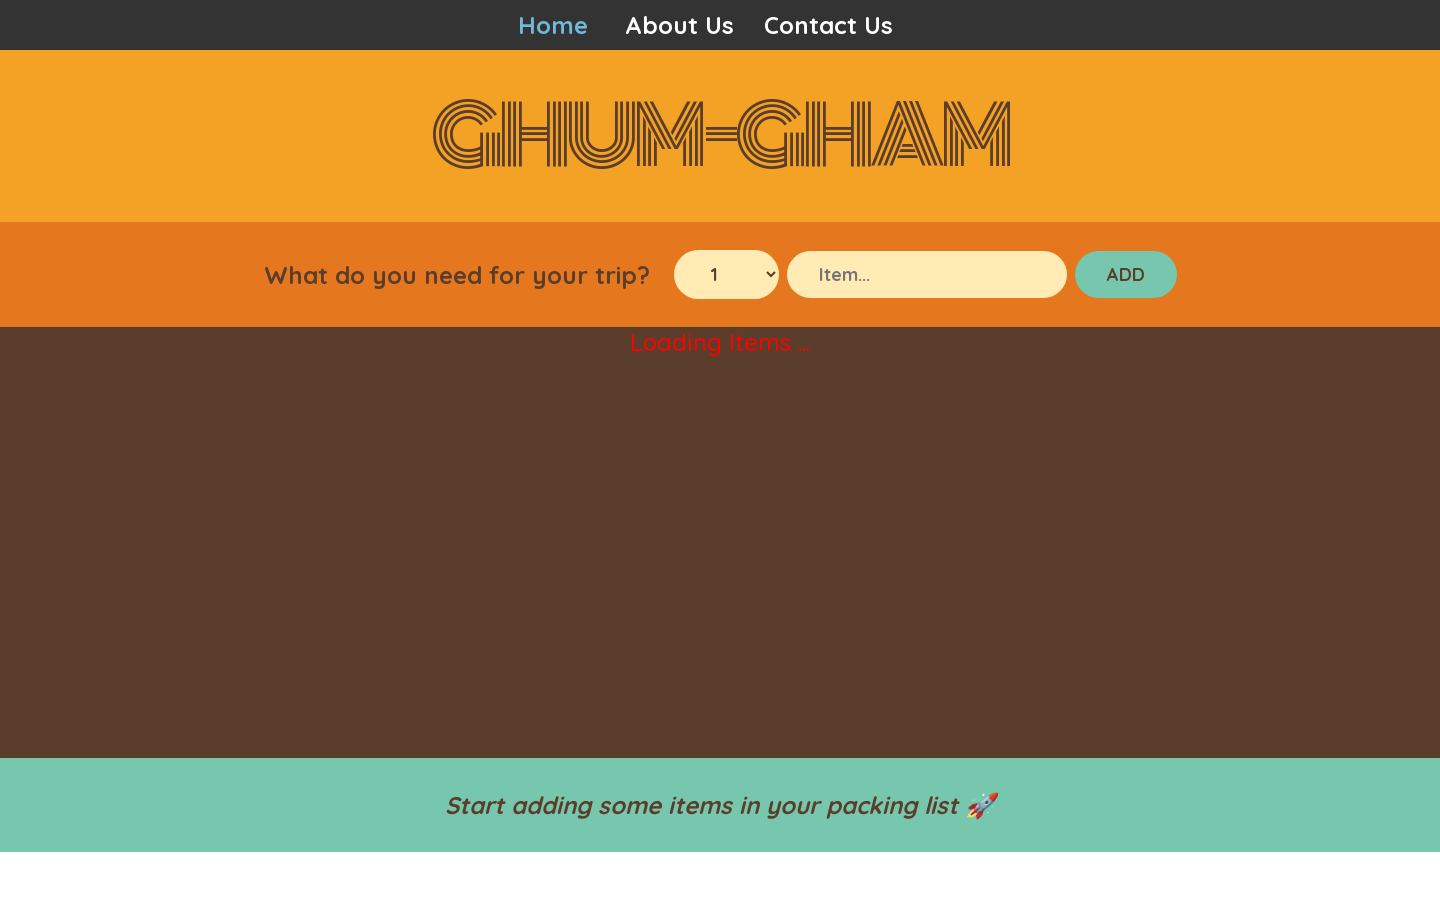 Home About Us Contact Us
GHUM-GHAM
What do you need for your trip? 1 Item... ADD
Loading Items ...
Start adding some items in your packing list 🚀